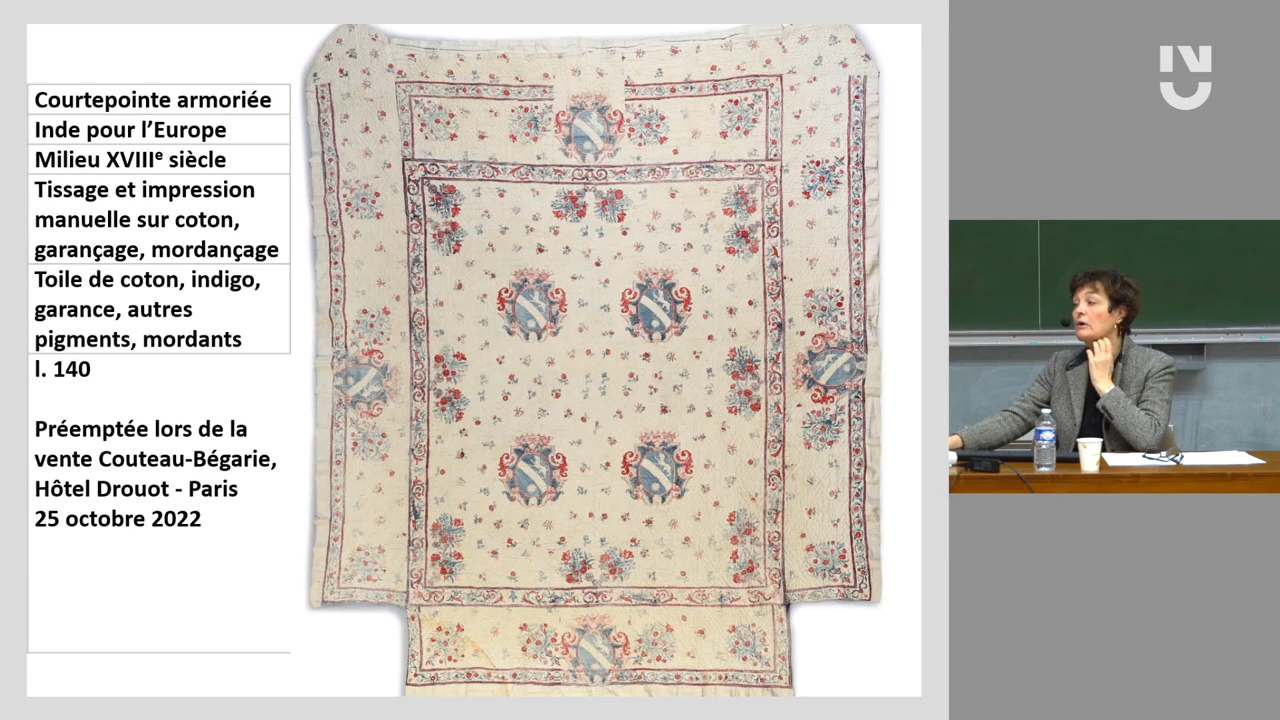 Courtepointe armoriée
Inde pour l’Europe
Milieu XVIIIᵉ siècle
Tissage et impression
manuelle sur coton,
garançage, mordançage
Toile de coton, indigo,
garance, autres
pigments, mordants
l. 140
Préemptée lors de la
vente Couteau-Bégarie,
Hôtel Drouot - Paris
25 octobre 2022